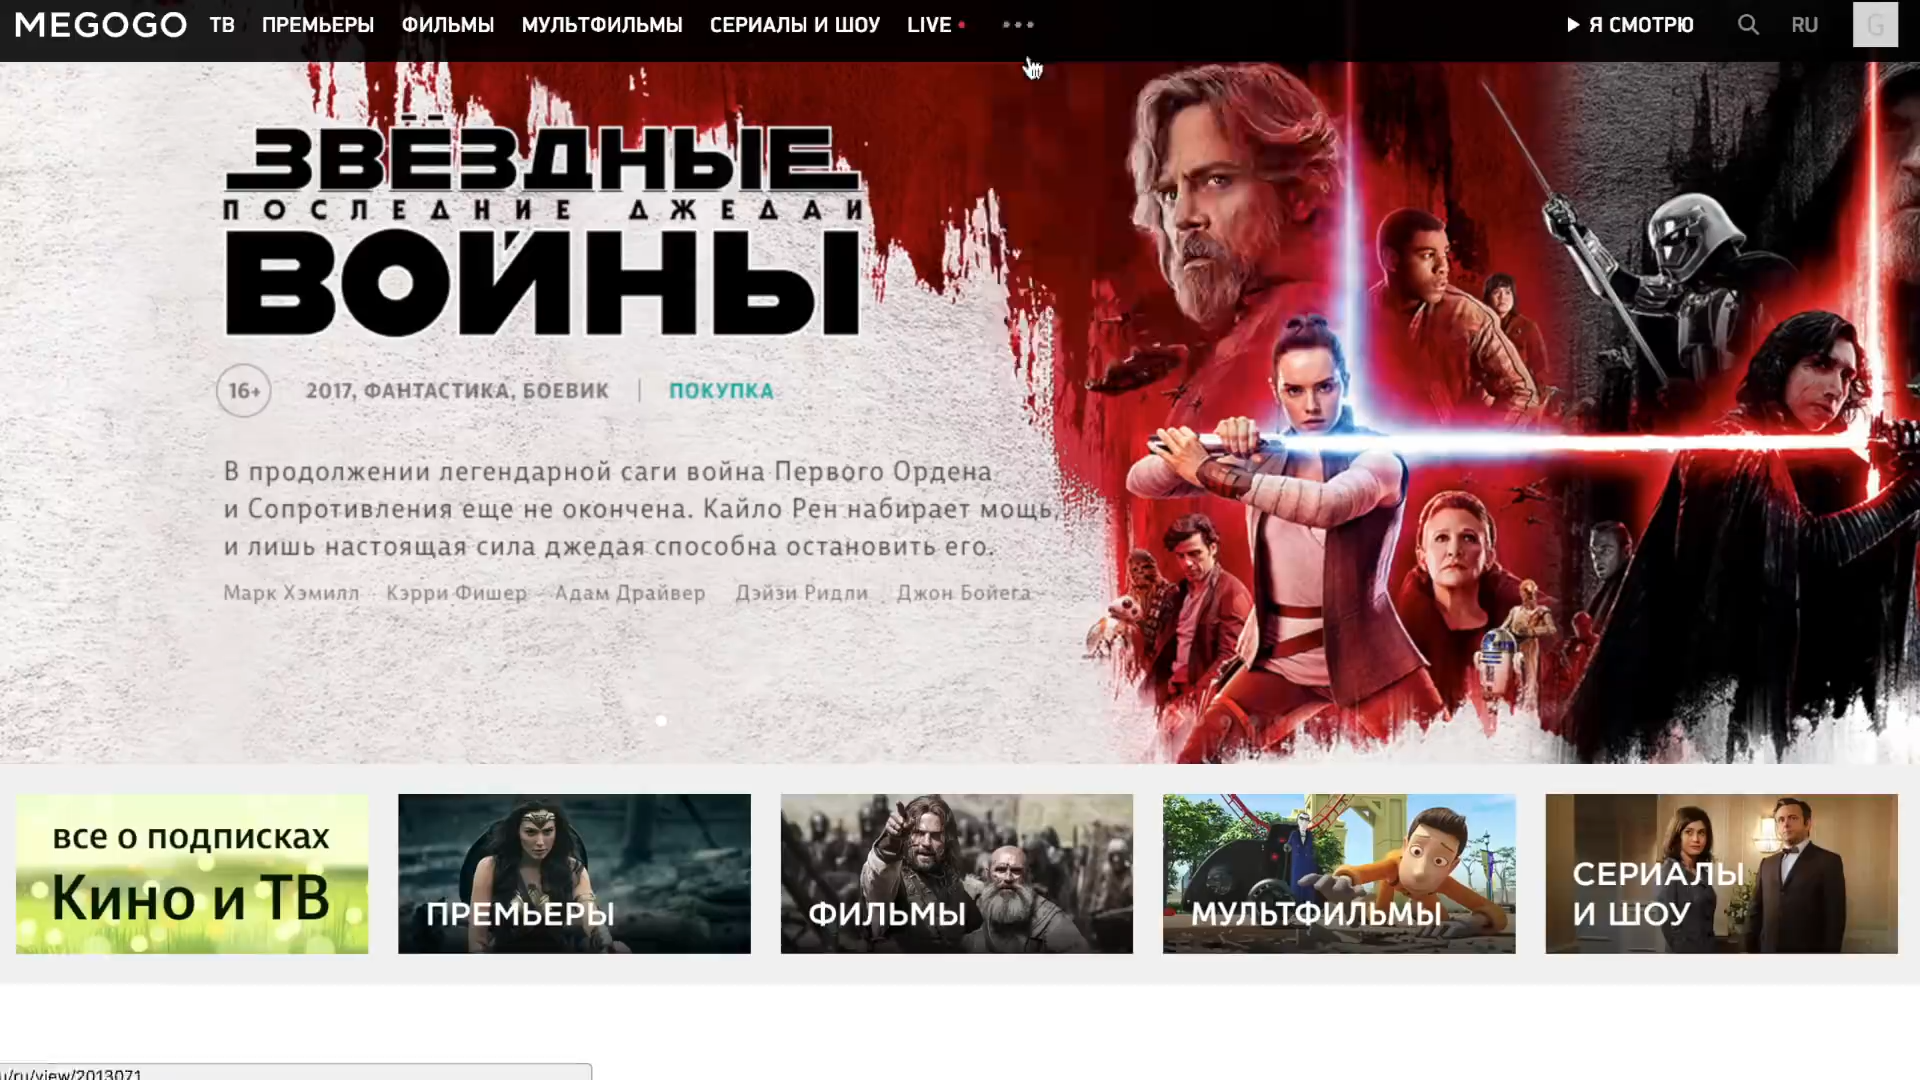 MEGOGO ТВ ПРЕМЬЕРЫ ФИЛЬМЫ МУЛЬТФИЛЬМЫ СЕРИАЛЫ И ШОУ LIVE Я СМОТРЮ RU G
ЗВЁЗДНЫЕ
ПОСЛЕДНИЕ ДЖЕДАИ
ВОЙНЫ
16+ 2017, ФАНТАСТИКА, БОЕВИК | ПОКУПКА
В продолжении легендарной саги война Первого Ордена
и Сопротивления еще не окончена. Кайло Рен набирает мощь,
и лишь настоящая сила джедая способна остановить его.
Марк Хэмилл · Кэрри Фишер · Адам Драйвер · Дэйзи Ридли · Джон Бойега
все о подписках
Кино и ТВ
ПРЕМЬЕРЫ
ФИЛЬМЫ
МУЛЬТФИЛЬМЫ
СЕРИАЛЫ
И ШОУ
u/ru/view/2013071